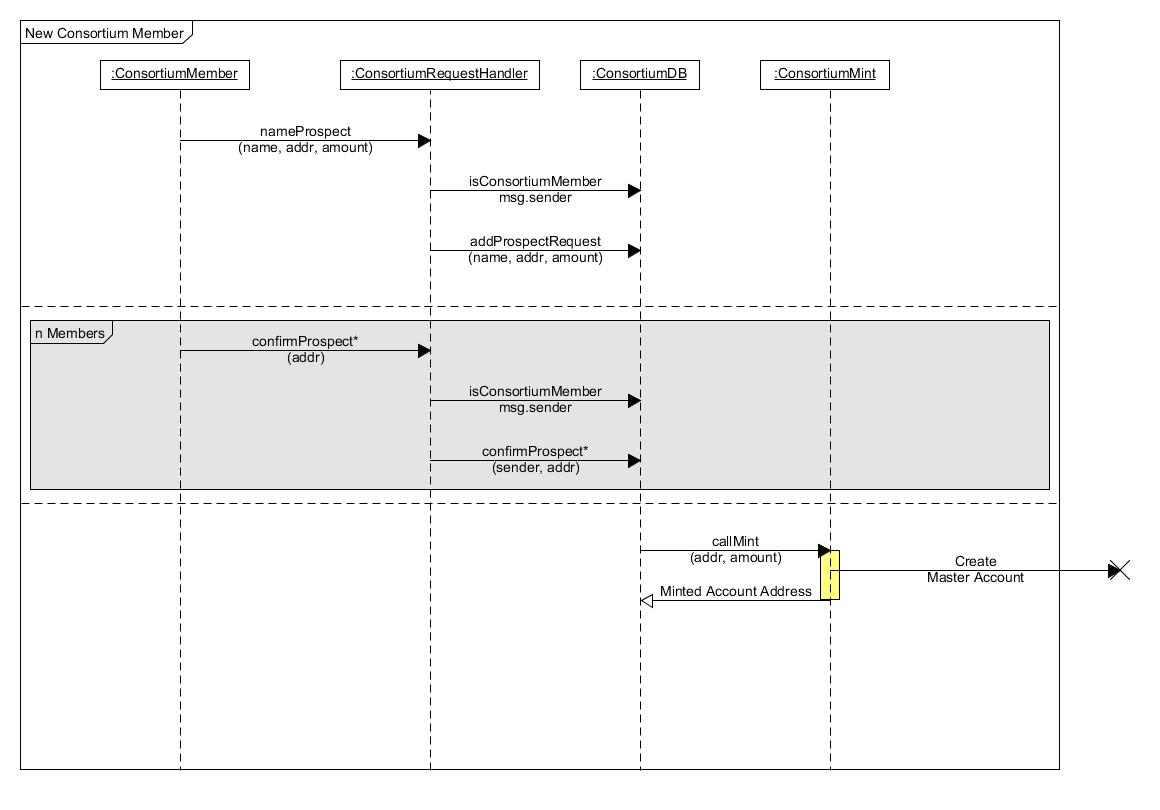 New Consortium Member
:ConsortiumMember
:ConsortiumRequestHandler
:ConsortiumDB
:ConsortiumMint
nameProspect
(name, addr, amount)
isConsortiumMember
msg.sender
addProspectRequest
(name, addr, amount)
n Members
confirmProspect*
(addr)
isConsortiumMember
msg.sender
confirmProspect*
(sender, addr)
callMint
(addr, amount)
Create
Master Account
Minted Account Address